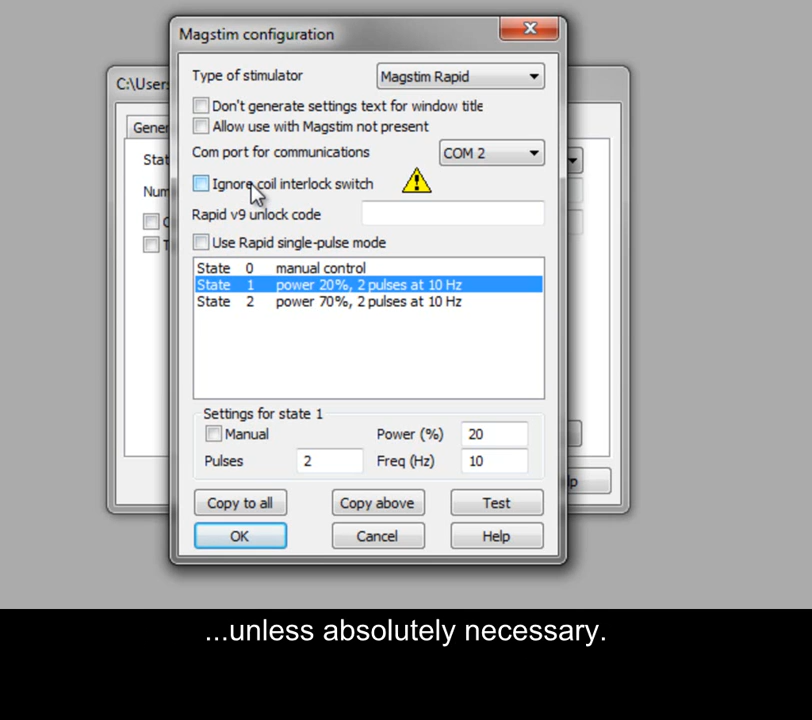 Magstim configuration
C:\User
Type of stimulator
Magstim Rapid
Don't generate settings text for window title
Allow use with Magstim not present
Gener
Com port for communications
COM 2
Stat
Ignore coil interlock switch
Num
Rapid v9 unlock code
Use Rapid single-pulse mode
State 0 manual control
State 1 power 20%, 2 pulses at 10 Hz
State 2 power 70%, 2 pulses at 10 Hz
Settings for state 1
Manual
Power (%)
20
Pulses
2
Freq (Hz)
10
Copy to all
Copy above
Test
OK
Cancel
Help
...unless absolutely necessary.